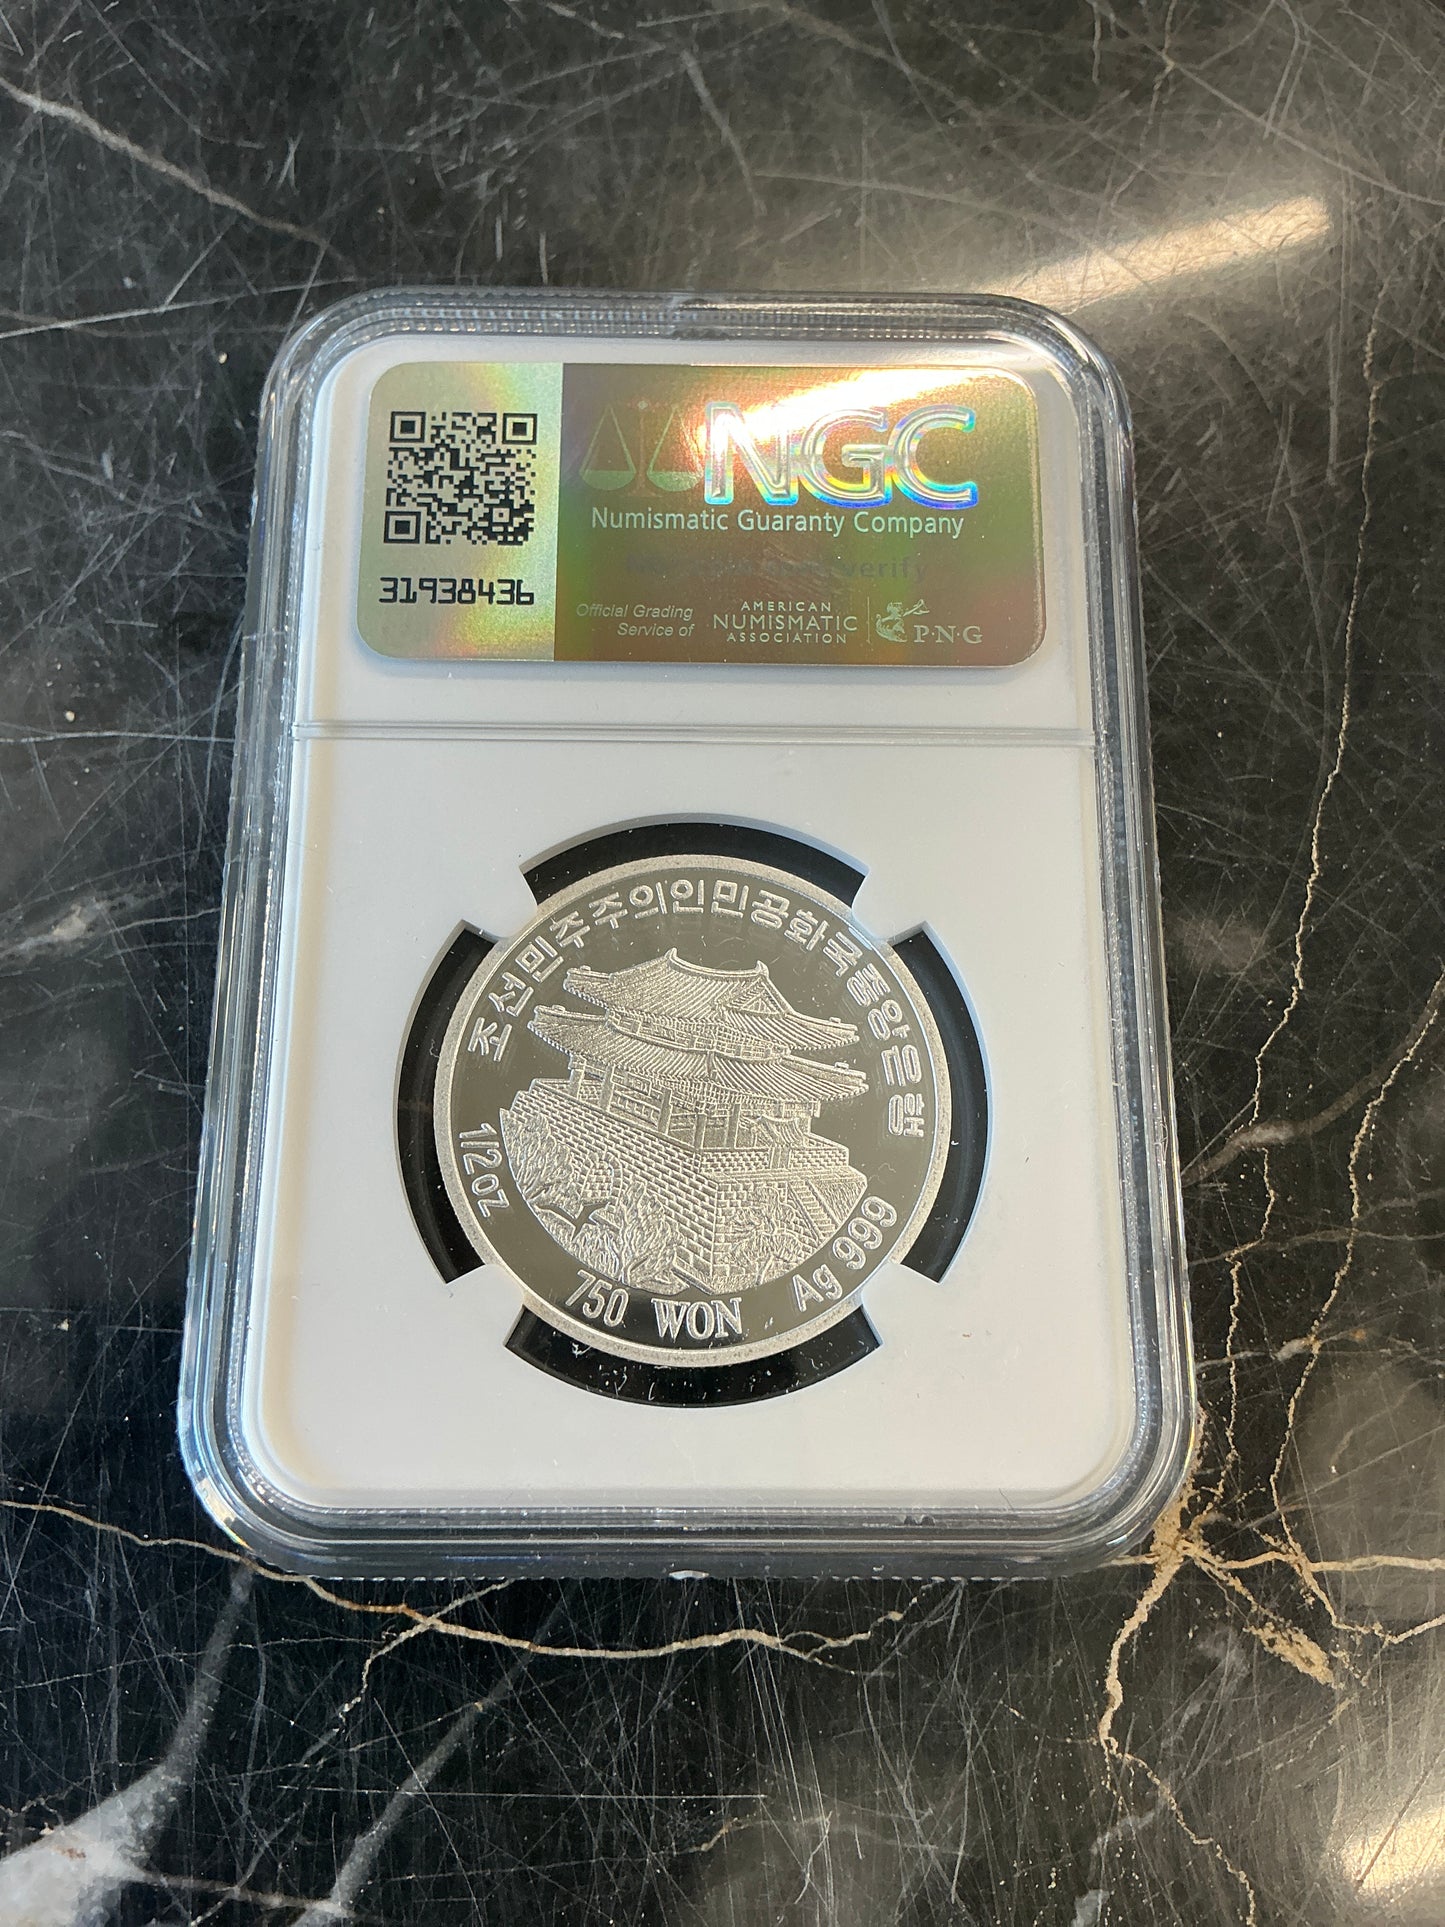 NGC
Numismatic Guaranty Company
verify
31938436
Official Grading
Service of
AMERICAN
NUMISMATIC
ASSOCIATION
P·N·G
조선민주주의인민공화국중앙은행
1/2oz
750 WON
Ag 999